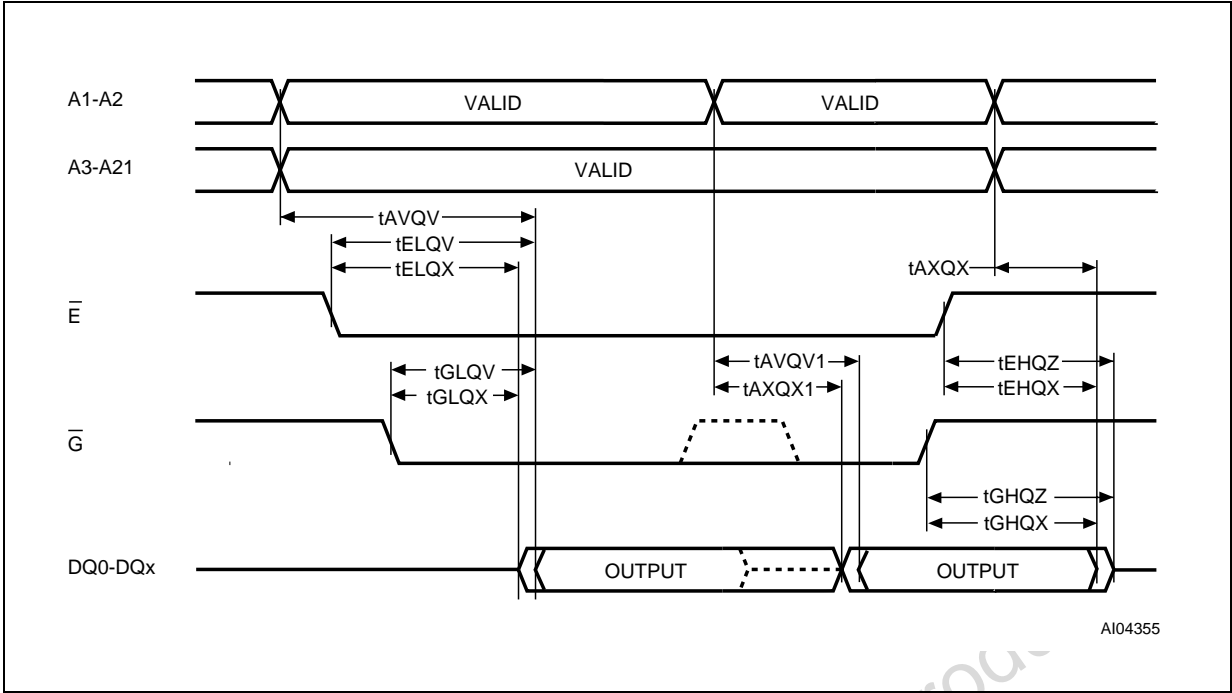 A1-A2 VALID VALID
A3-A21 VALID
tAVQV
tELQV
tELQX tAXQX
E
tAVQV1 tEHQZ
tGLQV tAXQX1 tEHQX
tGLQX
G
tGHQZ
tGHQX
DQ0-DQx OUTPUT OUTPUT
AI04355